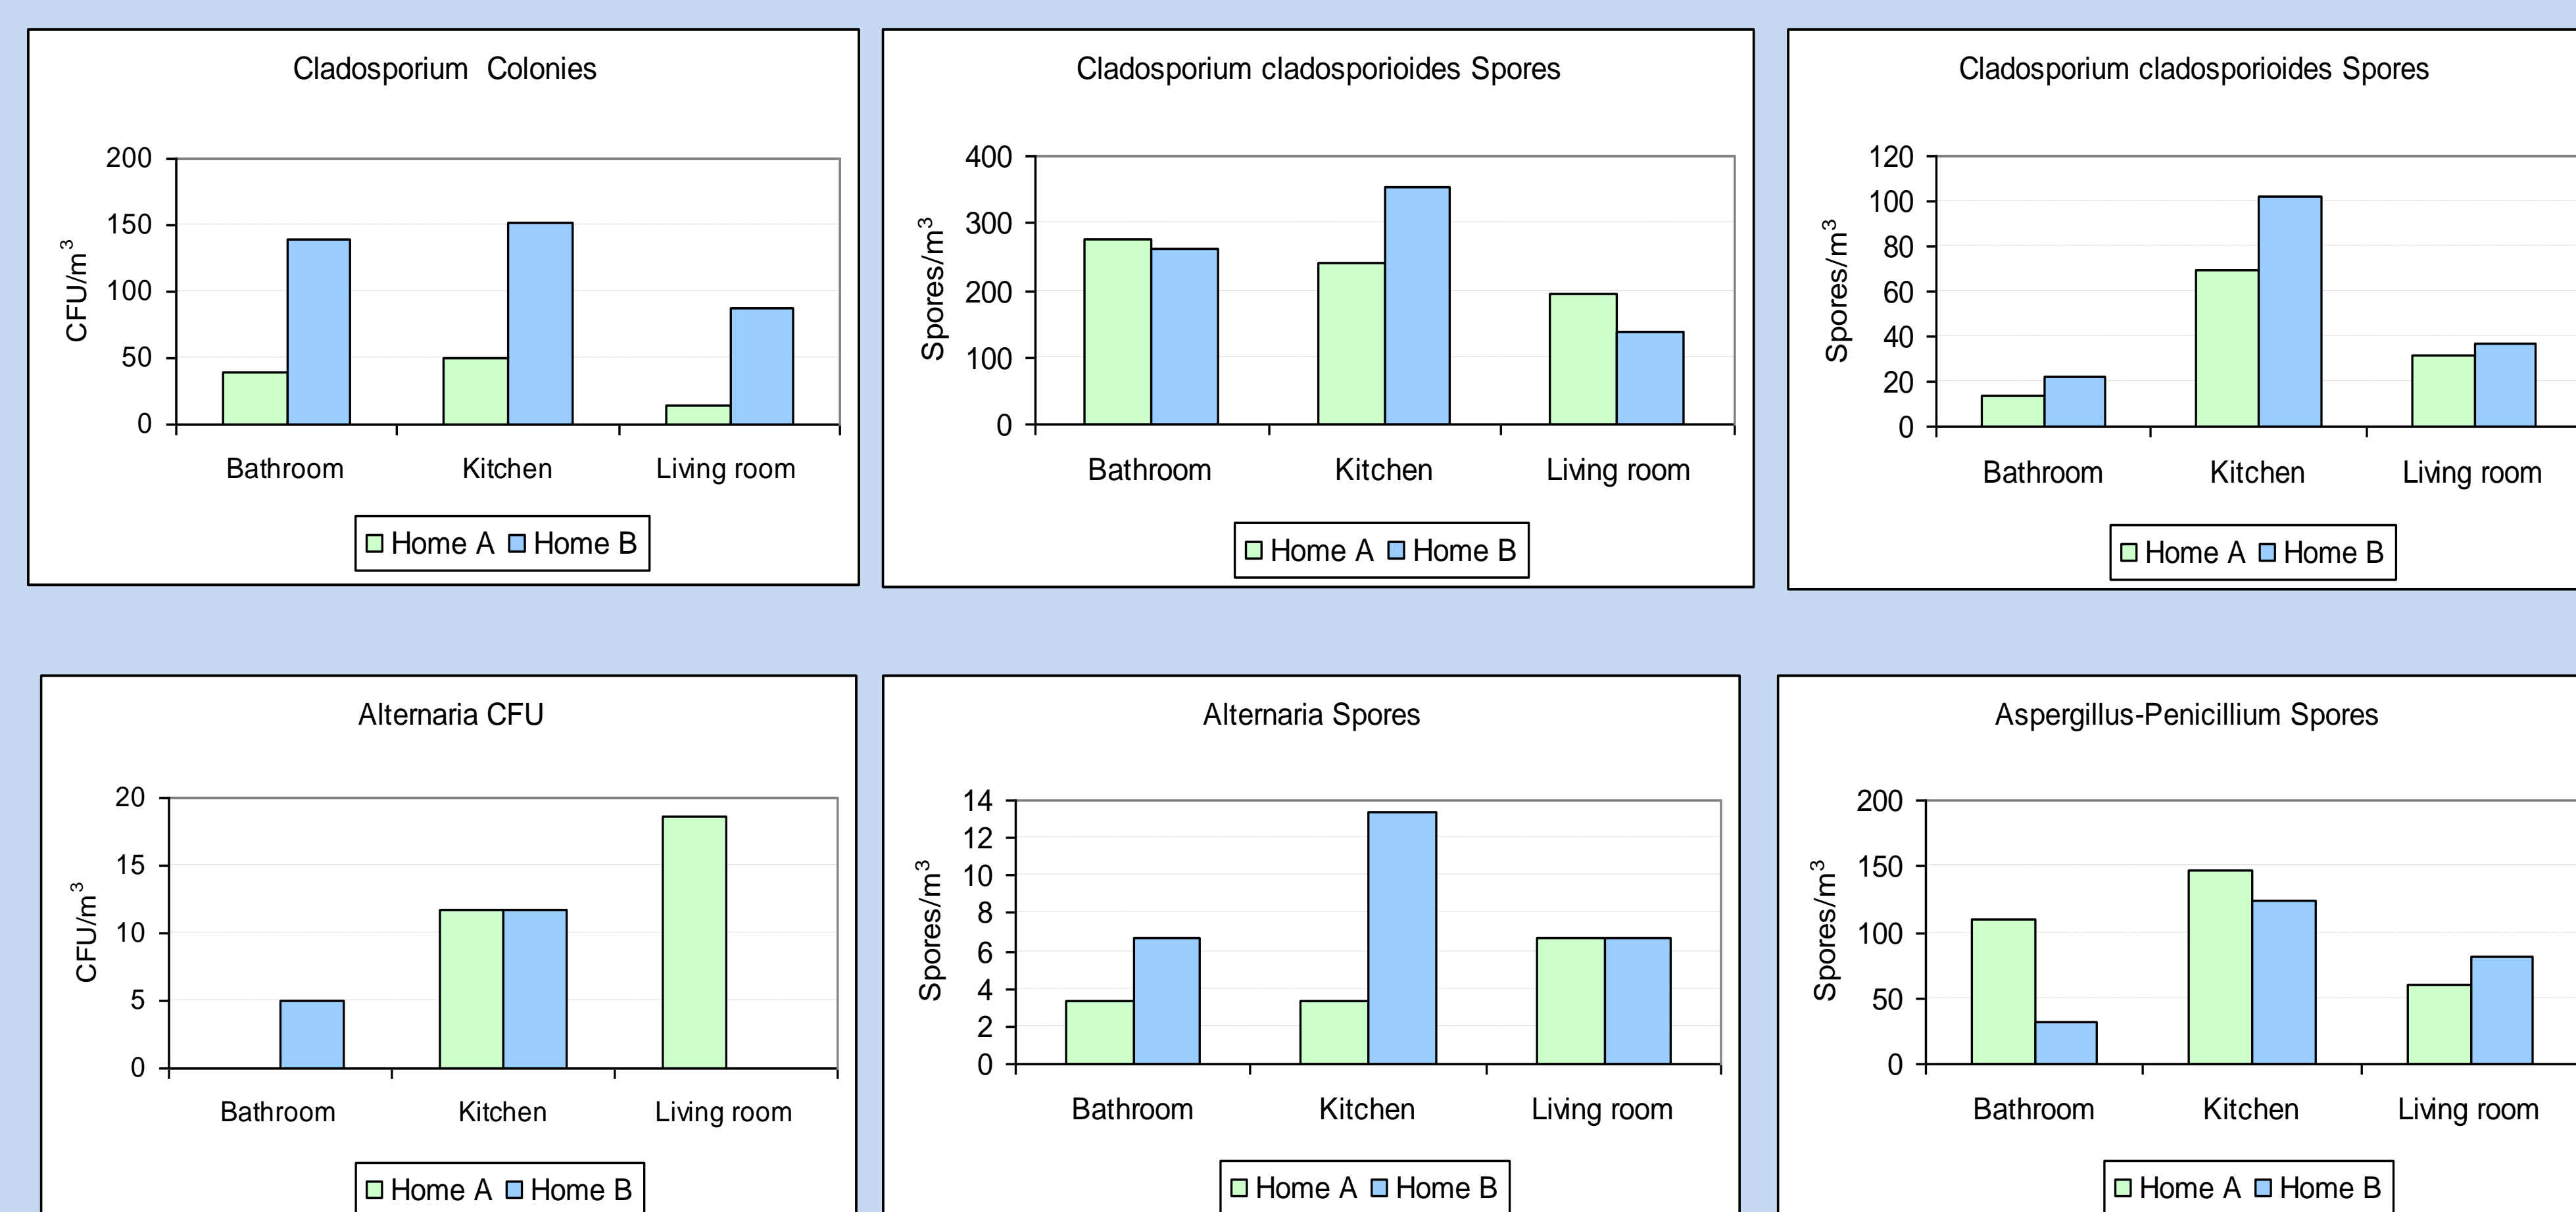 Cladosporium  Colonies
CFU/m³
200
150
100
50
0
Bathroom Kitchen Living room
Home A Home B
Cladosporium cladosporioides Spores
Spores/m³
400
300
200
100
0
Bathroom Kitchen Living room
Home A Home B
Cladosporium cladosporioides Spores
Spores/m³
120
100
80
60
40
20
0
Bathroom Kitchen Living room
Home A Home B
Alternaria CFU
CFU/m³
20
15
10
5
0
Bathroom Kitchen Living room
Home A Home B
Alternaria Spores
Spores/m³
14
12
10
8
6
4
2
0
Bathroom Kitchen Living room
Home A Home B
Aspergillus-Penicillium Spores
Spores/m³
200
150
100
50
0
Bathroom Kitchen Living room
Home A Home B